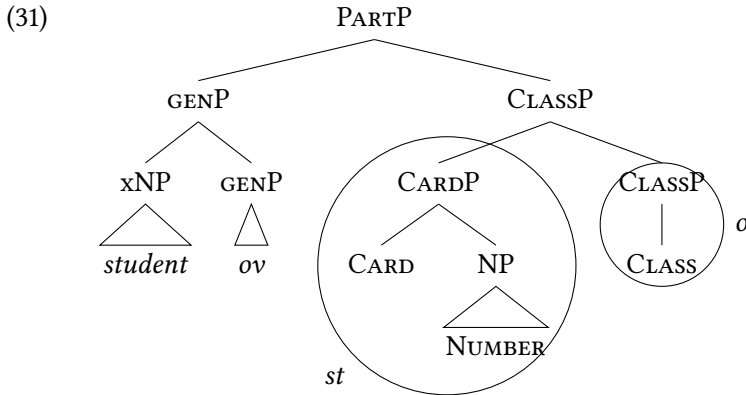 (31) PARTP
GENP CLASSP
XNP GENP CARDP CLASSP
student ov CARD NP CLASS o
NUMBER
st